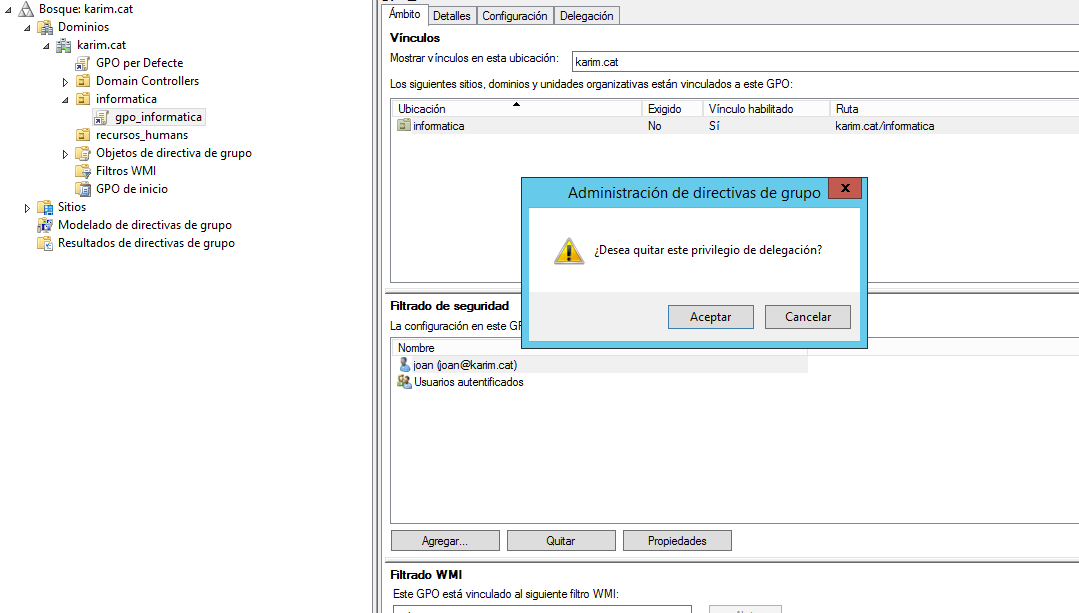 Bosque: karim.cat
Dominios
karim.cat
GPO per Defecte
Domain Controllers
informatica
gpo_informatica
recursos_humans
Objetos de directiva de grupo
Filtros WMI
GPO de inicio
Sitios
Modelado de directivas de grupo
Resultados de directivas de grupo
Ámbito Detalles Configuración Delegación
Vínculos
Mostrar vínculos en esta ubicación: karim.cat
Los siguientes sitios, dominios y unidades organizativas están vinculados a este GPO:
Ubicación Exigido Vínculo habilitado Ruta
informatica No Sí karim.cat/informatica
Administración de directivas de grupo
¿Desea quitar este privilegio de delegación?
Aceptar Cancelar
Filtrado de seguridad
La configuración en este
Nombre
joan (joan@karim.cat)
Usuarios autentificados
Agregar... Quitar Propiedades
Filtrado WMI
Este GPO está vinculado al siguiente filtro WMI: